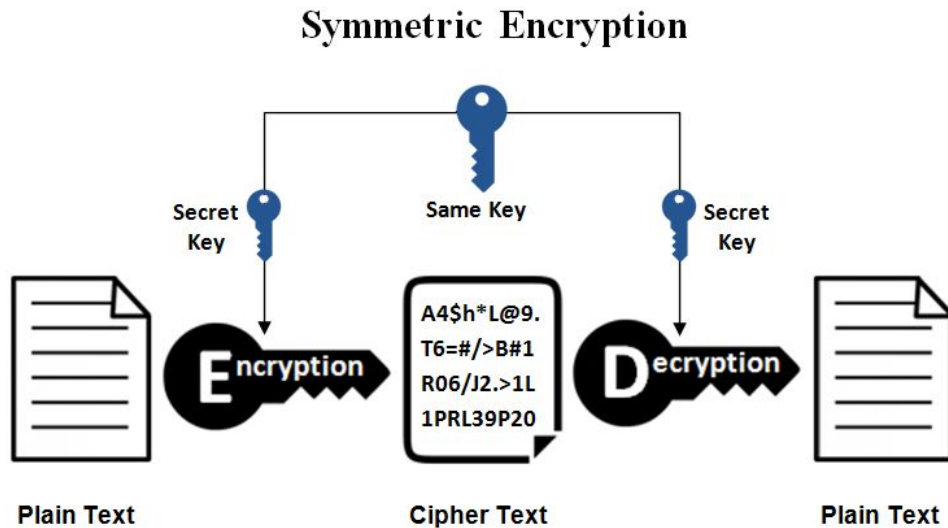 Symmetric Encryption
Secret
Key
Same Key
Secret
Key
Encryption
A4$h*L@9.
T6=#/>B#1
R06/J2.>1L
1PRL39P20
Decryption
Plain Text
Cipher Text
Plain Text